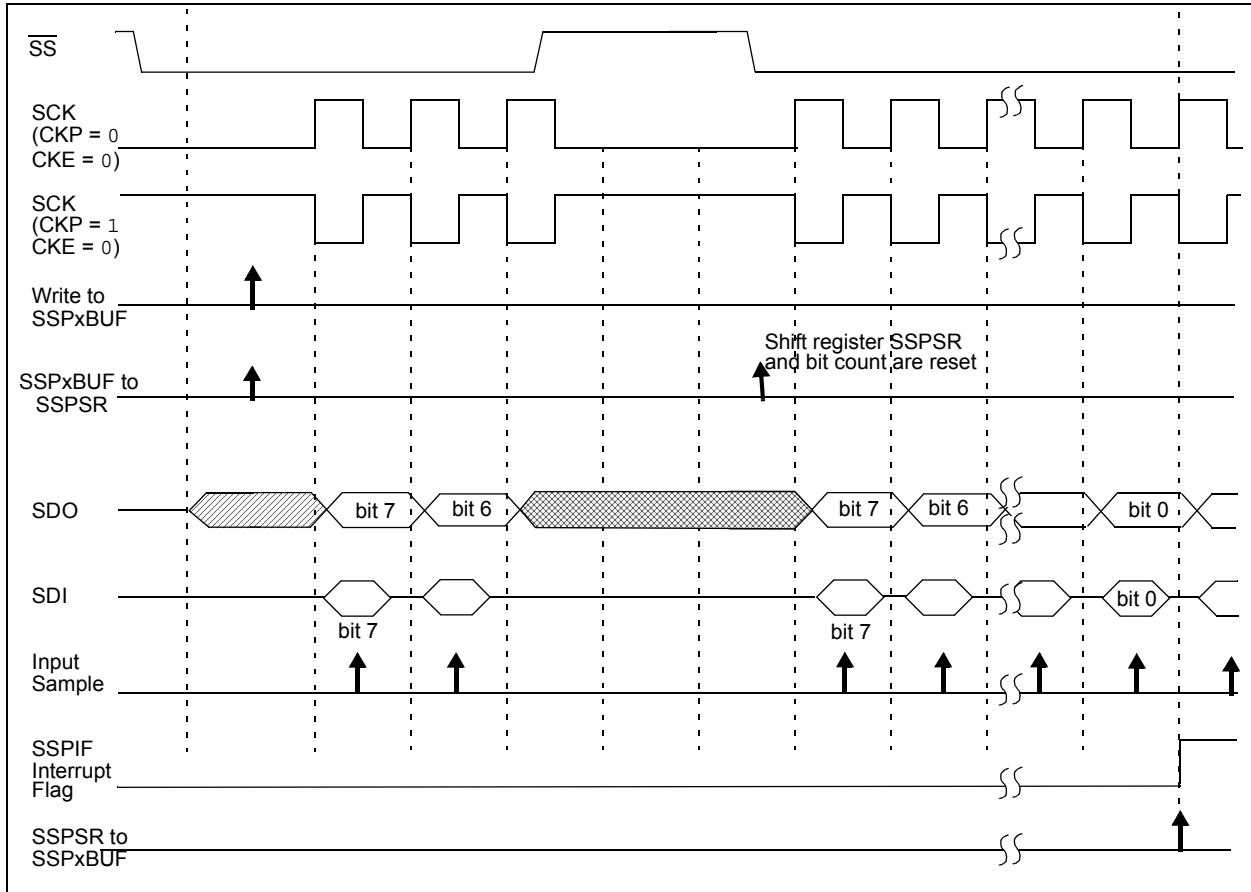 SS
SCK
(CKP = 0
CKE = 0)
SCK
(CKP = 1
CKE = 0)
Write to
SSPxBUF
Shift register SSPSR
and bit count are reset
SSPxBUF to
SSPSR
SDO
bit 7
bit 6
bit 7
bit 6
bit 0
SDI
bit 0
bit 7
bit 7
Input
Sample
SSPIF
Interrupt
Flag
SSPSR to
SSPxBUF